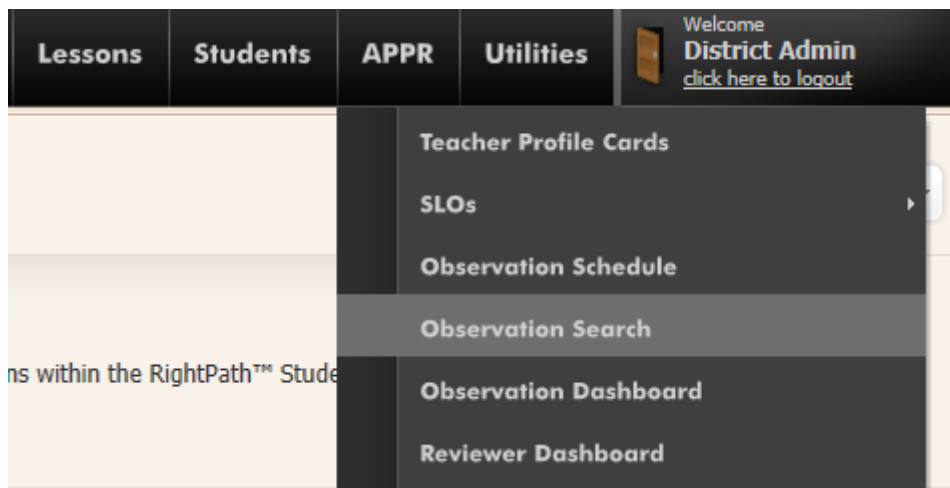 Lessons
Students
APPR
Utilities
Welcome
District Admin
click here to logout
Teacher Profile Cards
SLOs
Observation Schedule
Observation Search
ns within the RightPath™ Stude
Observation Dashboard
Reviewer Dashboard